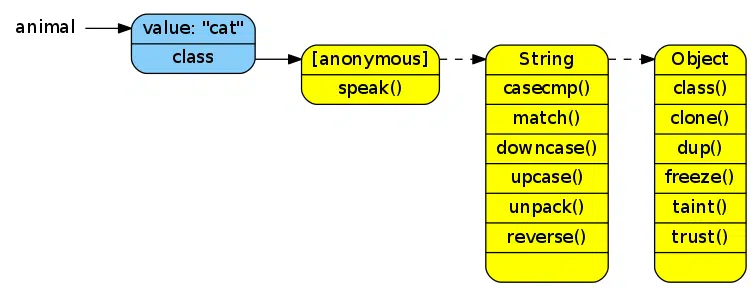 animal
value: "cat"
class
[anonymous]
speak()
String
casecmp()
match()
downcase()
upcase()
unpack()
reverse()
Object
class()
clone()
dup()
freeze()
taint()
trust()